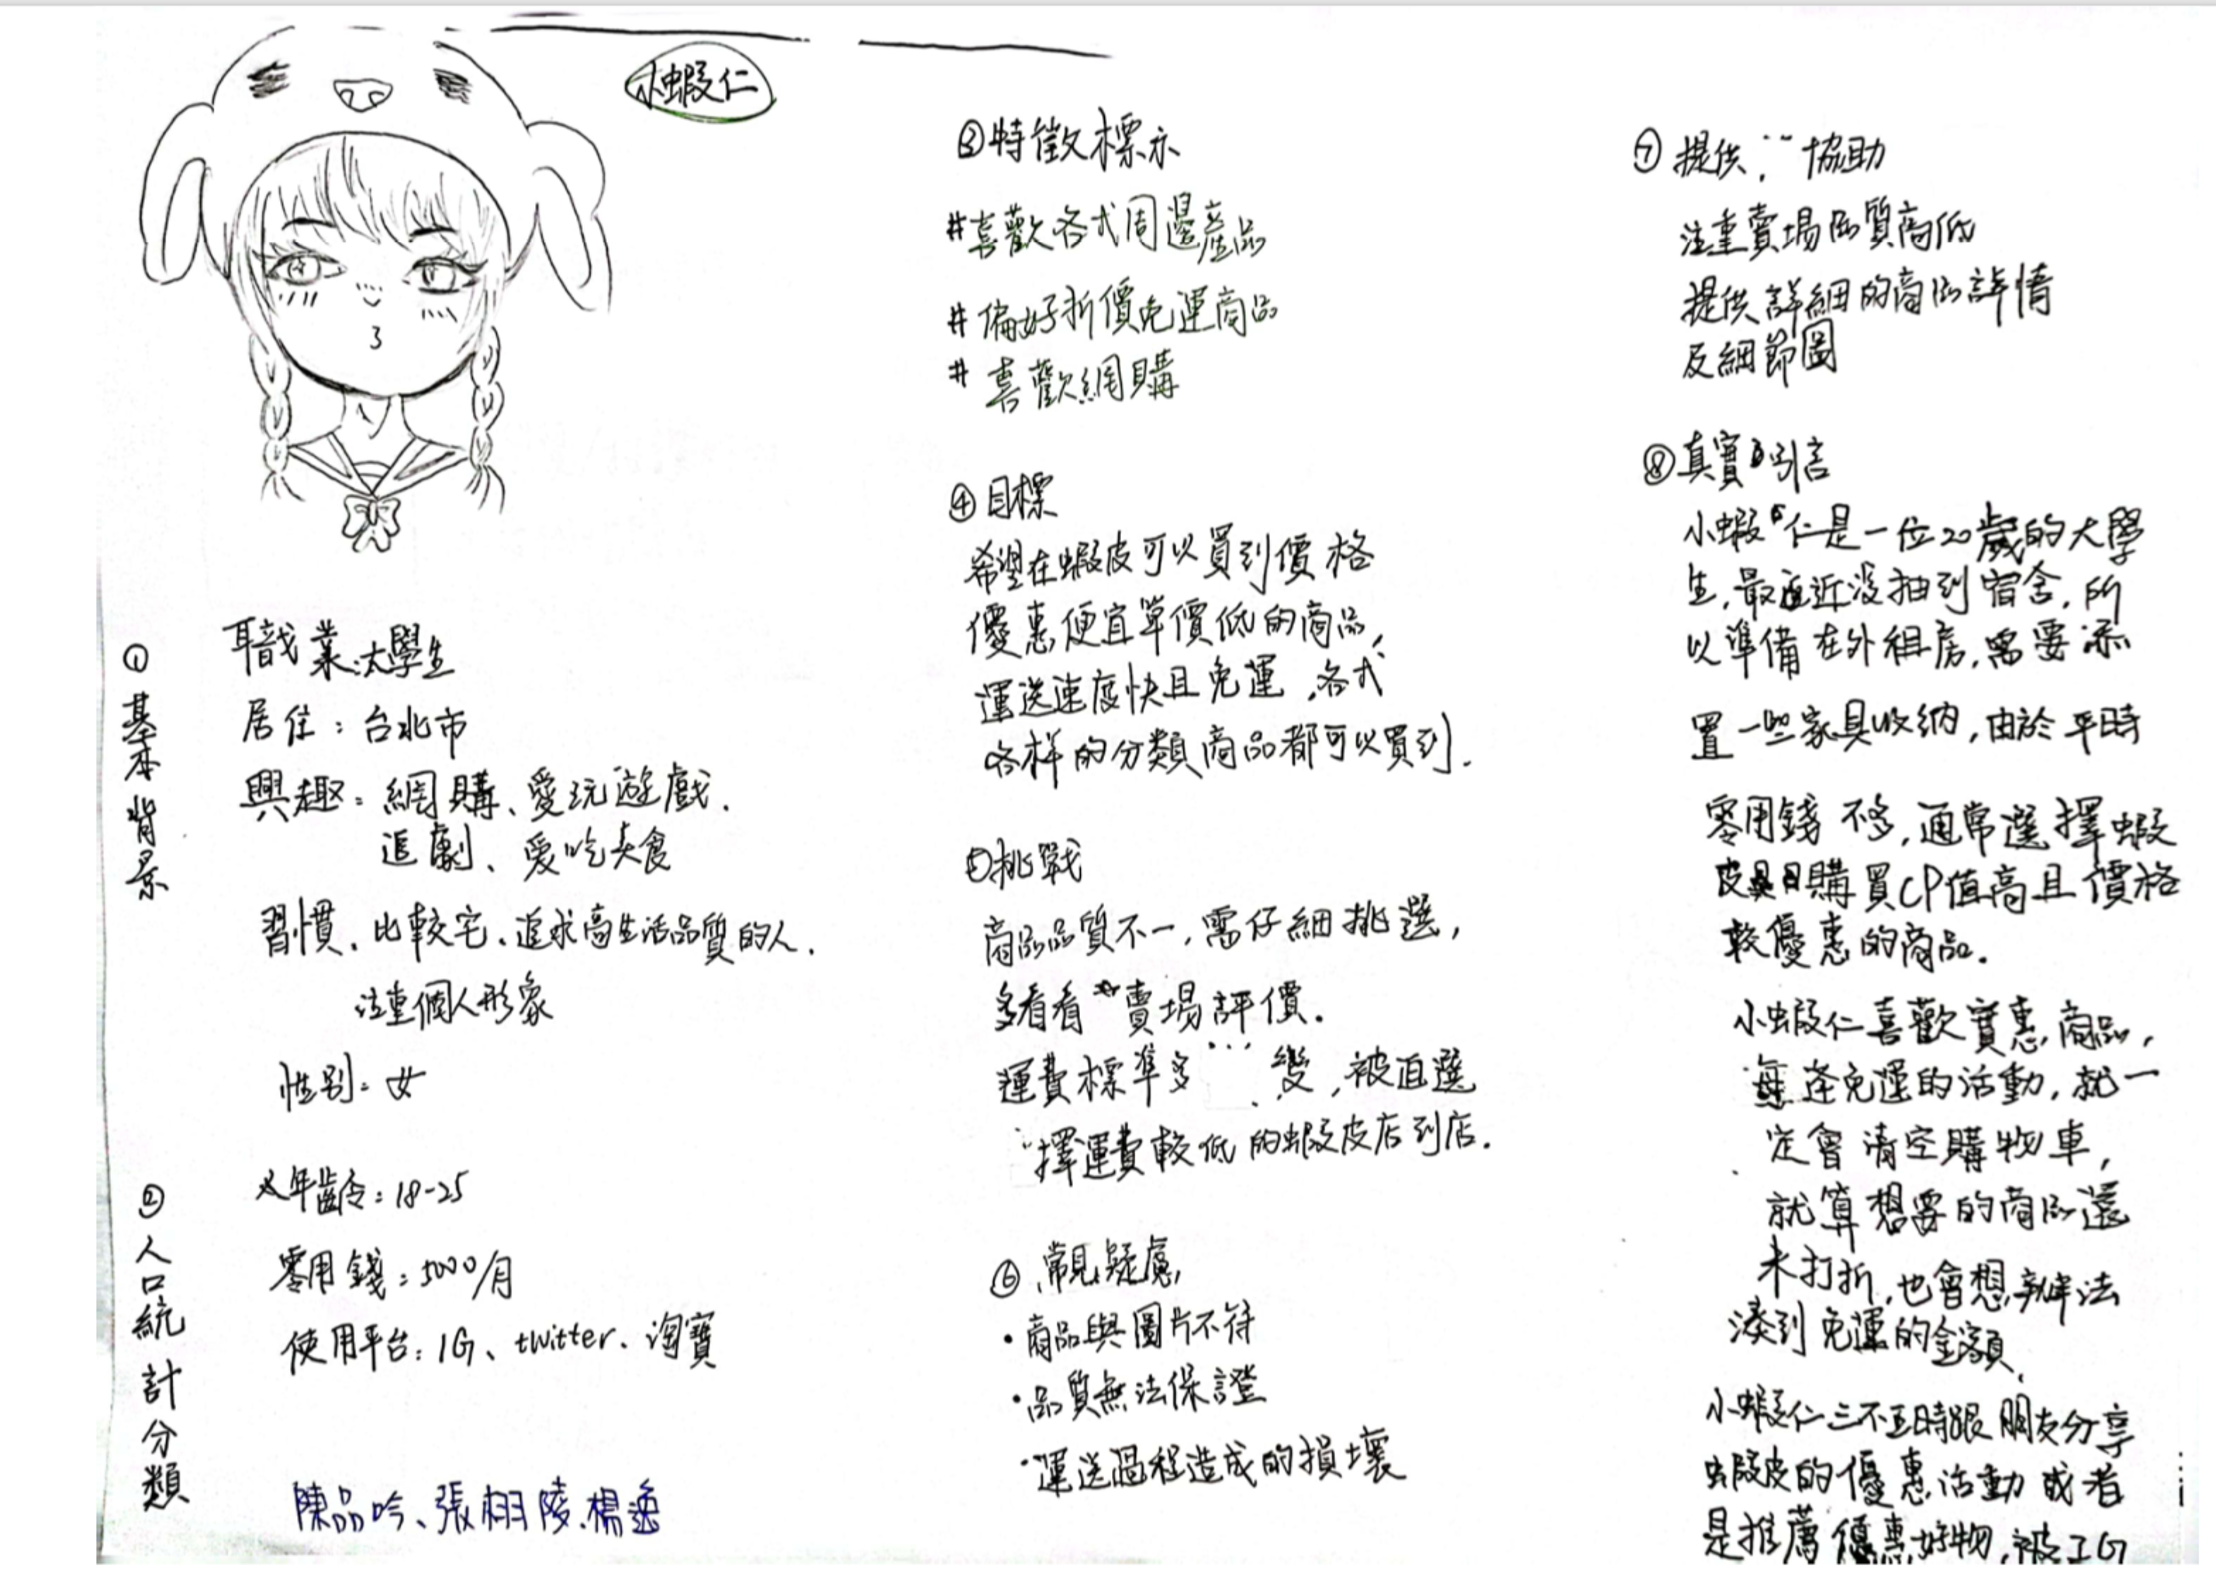 小蝦仁
①基本背景
職業:大學生
居住：台北市
興趣：網購、愛玩遊戲、
追劇、愛吃美食
習慣、比較宅、追求高生活品質的人.
注重個人形象
性別：女
②人口統計分類
年齡：18-25
零用錢：5000/月
使用平台：IG、twitter、淘寶
陳品吟、張栩陵、楊逸
③特徵標示
#喜歡各式周邊產品
#偏好折價免運商品
# 喜歡網購
④目標
希望在蝦皮可以買到價格
優惠便宜單價低的商品,
運送速度快且免運,各式
各樣的分類商品都可以買到.
⑤挑戰
商品品質不一,需仔細挑選,
多看看賣場評價.
運費標準多變,被迫選
擇運費較低的蝦皮店到店.
⑥常見疑慮
・商品與圖片不符
・品質無法保證
・運送過程造成的損壞
⑦提供協助
注重賣場品質高低
提供詳細的商品詳情
及細節圖
⑧真實引言
小蝦仁是一位20歲的大學
生,最近沒抽到宿舍,所
以準備在外租房,需要添
置一些家具收納,由於平時
零用錢不多,通常選擇蝦
皮購買CP值高且價格
較優惠的商品.
小蝦仁喜歡實惠商品,
每逢免運的活動,就一
定會清空購物車,
就算想要的商品還
未打折,也會想辦法
湊到免運的金額.
小蝦仁三不五時跟朋友分享
蝦皮的優惠活動或者
是推薦優惠好物,被IG